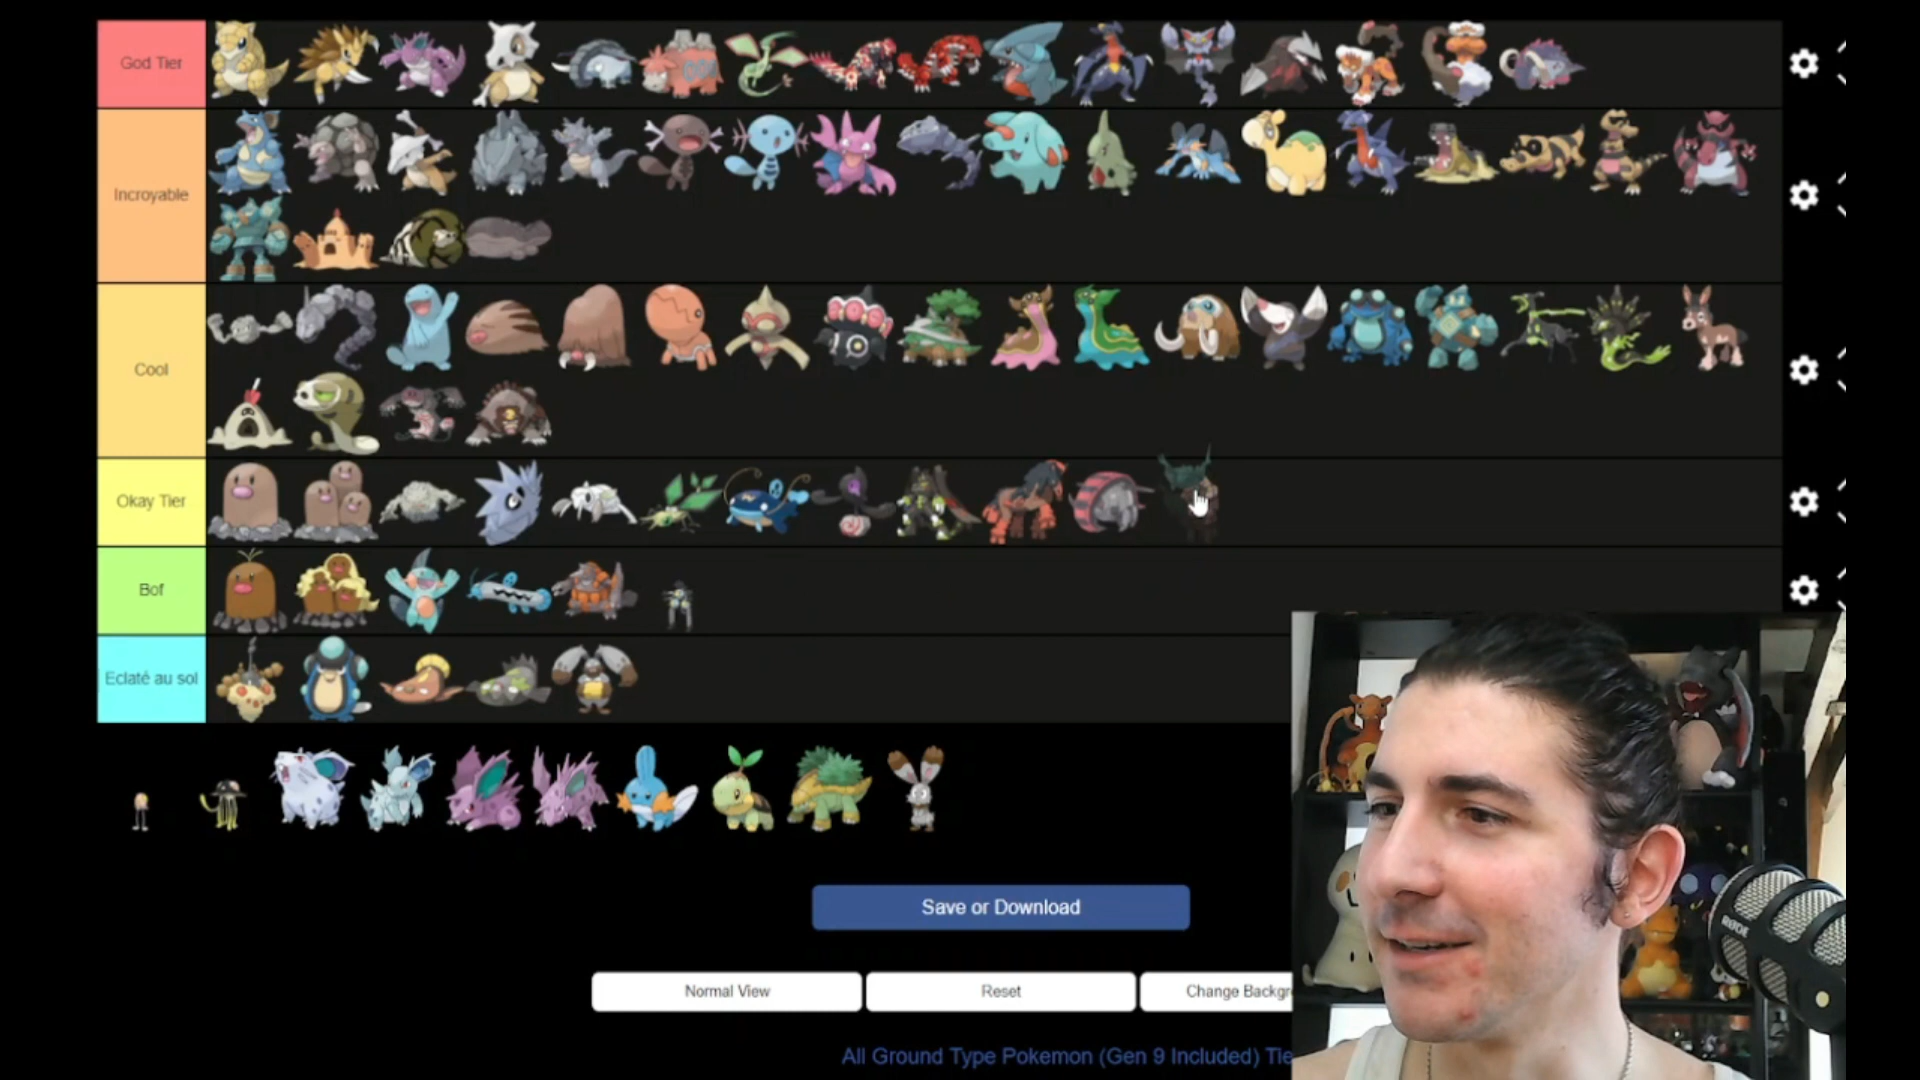 God Tier
Incroyable
Cool
Okay Tier
Bof
Eclaté au sol
Save or Download
Normal View
Reset
Change Backgr
All Ground Type Pokemon (Gen 9 Included) Tie
RØDE